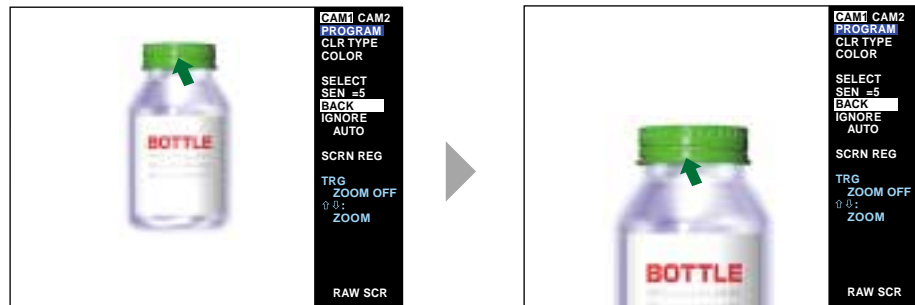 BOTTLE
CAM1 CAM2
PROGRAM
CLR TYPE
COLOR
SELECT
SEN =5
BACK
IGNORE
AUTO
SCRN REG
TRG
ZOOM OFF
⇧⇩:
ZOOM
RAW SCR
BOTTLE
CAM1 CAM2
PROGRAM
CLR TYPE
COLOR
SELECT
SEN =5
BACK
IGNORE
AUTO
SCRN REG
TRG
ZOOM OFF
⇧⇩:
ZOOM
RAW SCR